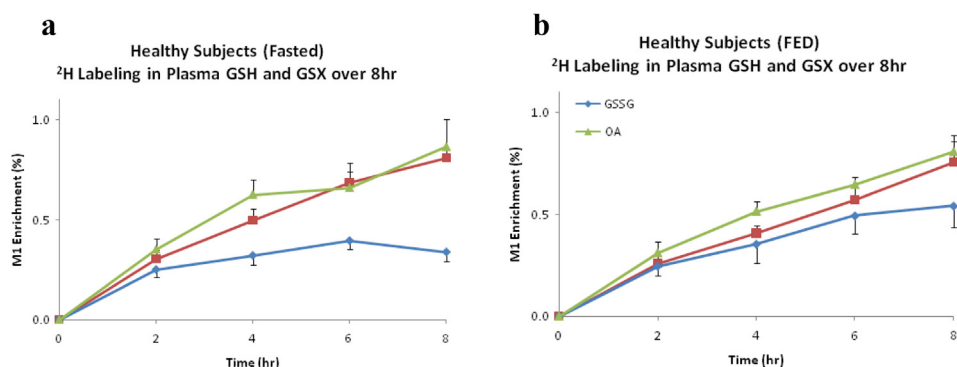 a
Healthy Subjects (Fasted)
²H Labeling in Plasma GSH and GSX over 8hr
1.0
0.5
0.0
M1 Enrichment (%)
0 2 4 6 8
Time (hr)
b
Healthy Subjects (FED)
²H Labeling in Plasma GSH and GSX over 8hr
GSSG
OA
1.0
0.5
0.0
M1 Enrichment (%)
0 2 4 6 8
Time (hr)